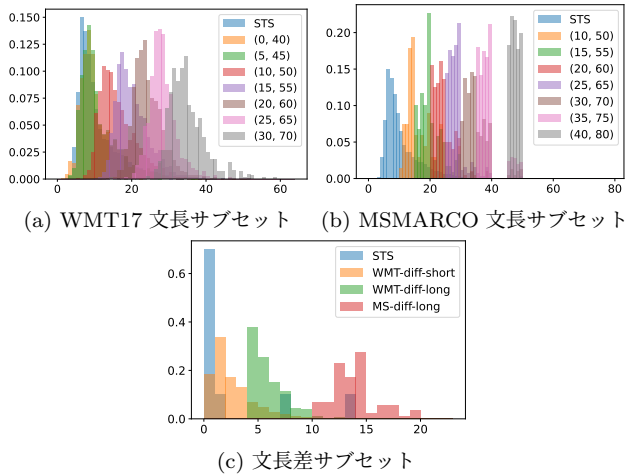 0.150
0.125
0.100
0.075
0.050
0.025
0.000
0 20 40 60
STS
(0, 40)
(5, 45)
(10, 50)
(15, 55)
(20, 60)
(25, 65)
(30, 70)
(a) WMT17 文長サブセット
0.20
0.15
0.10
0.05
0.00
0 20 40 60 80
STS
(10, 50)
(15, 55)
(20, 60)
(25, 65)
(30, 70)
(35, 75)
(40, 80)
(b) MSMARCO 文長サブセット
0.6
0.4
0.2
0.0
0 5 10 15 20
STS
WMT-diff-short
WMT-diff-long
MS-diff-long
(c) 文長差サブセット